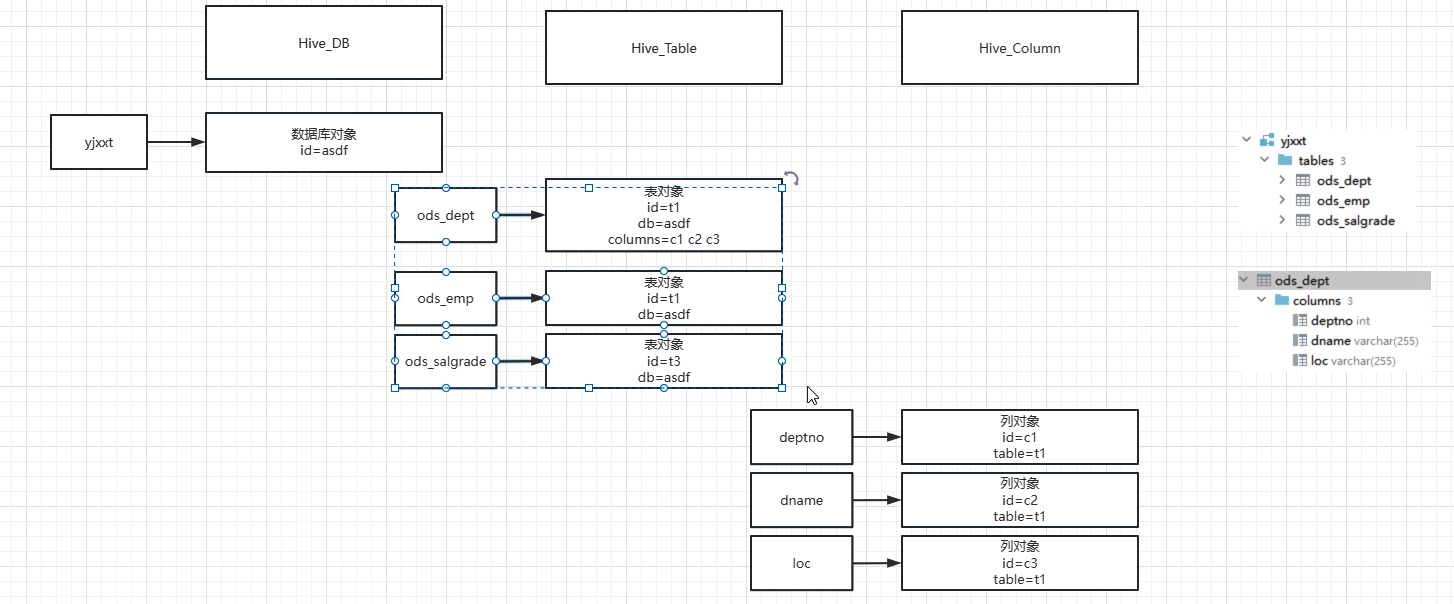 Hive_DB
Hive_Table
Hive_Column
yjxxt
数据库对象
id=asdf
ods_dept
表对象
id=t1
db=asdf
columns=c1 c2 c3
ods_emp
表对象
id=t1
db=asdf
ods_salgrade
表对象
id=t3
db=asdf
deptno
列对象
id=c1
table=t1
dname
列对象
id=c2
table=t1
loc
列对象
id=c3
table=t1
yjxxt
tables 3
ods_dept
ods_emp
ods_salgrade
ods_dept
columns 3
deptno int
dname varchar(255)
loc varchar(255)